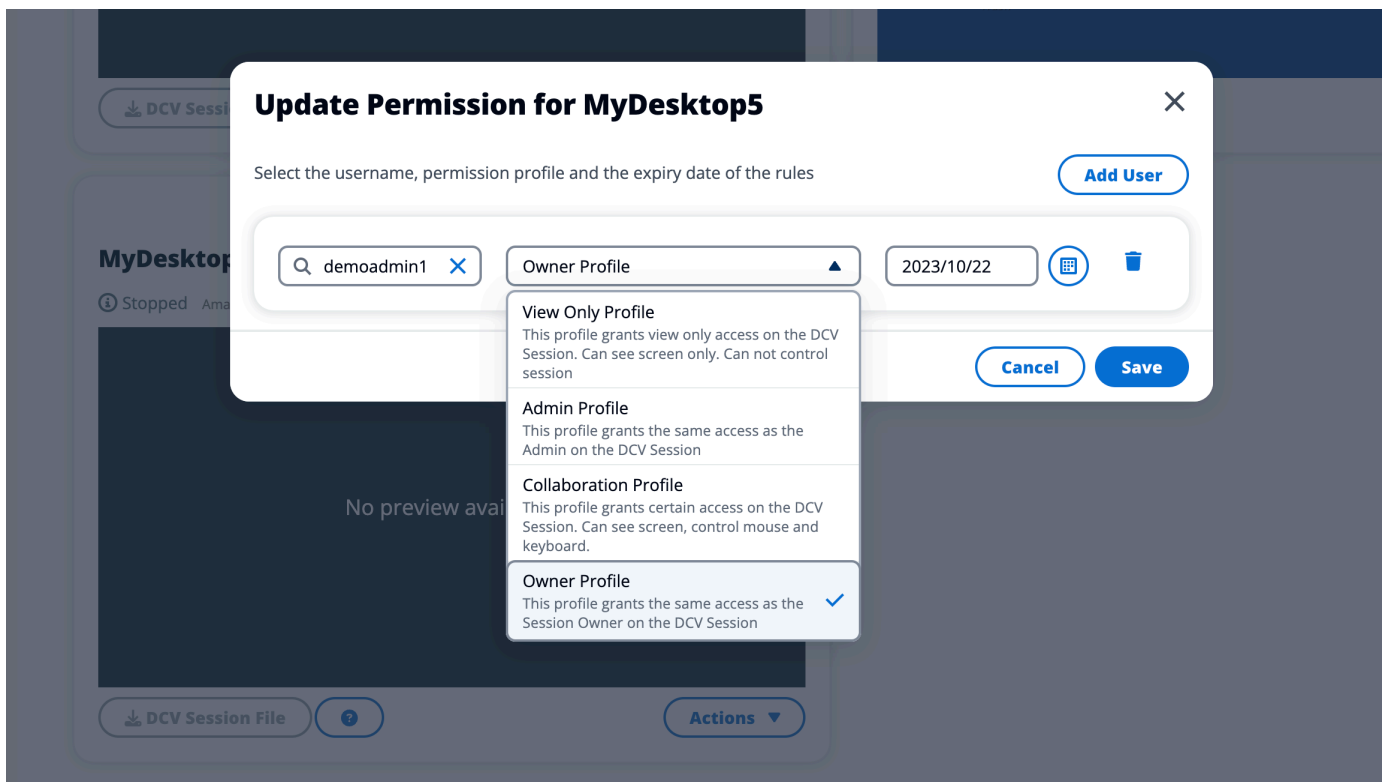 DCV Sessi
Update Permission for MyDesktop5
Select the username, permission profile and the expiry date of the rules
Add User
MyDesktop
demoadmin1
Owner Profile
2023/10/22
Stopped Ama
View Only Profile
This profile grants view only access on the DCV
Session. Can see screen only. Can not control
session
Cancel
Save
Admin Profile
This profile grants the same access as the
Admin on the DCV Session
Collaboration Profile
This profile grants certain access on the DCV
Session. Can see screen, control mouse and
keyboard.
No preview avai
Owner Profile
This profile grants the same access as the
Session Owner on the DCV Session
DCV Session File
?
Actions